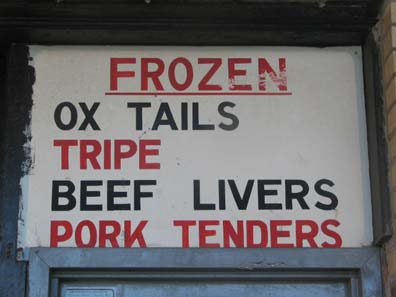 FROZEN
OX TAILS
TRIPE
BEEF LIVERS
PORK TENDERS